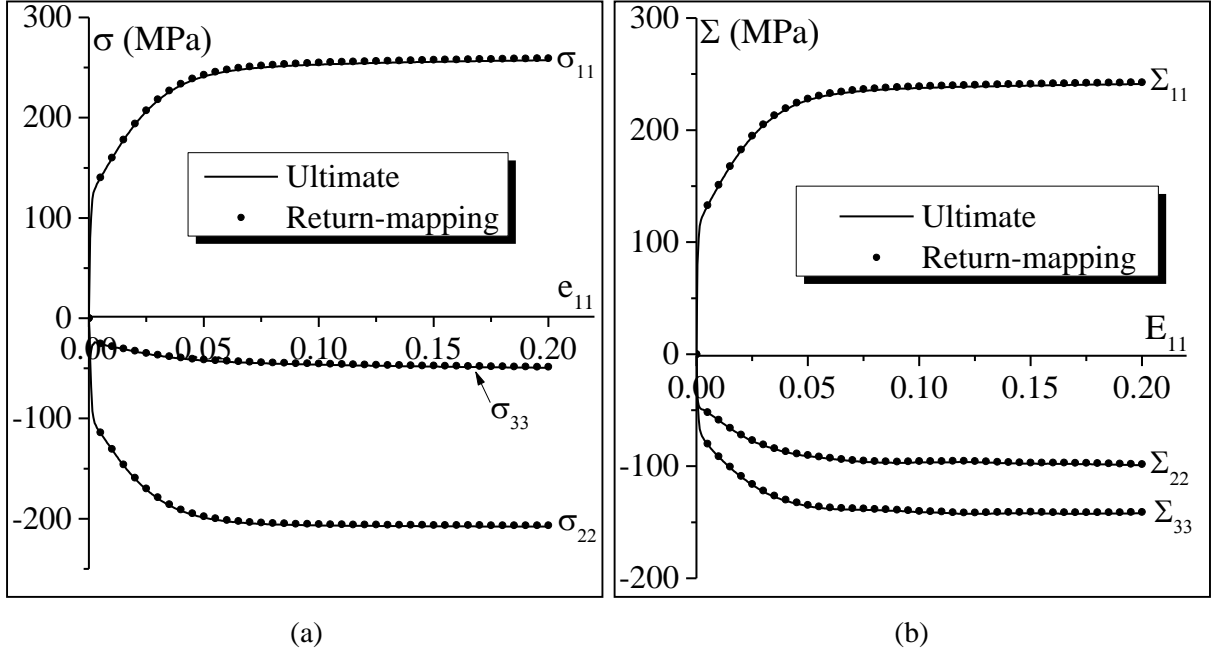 300
σ (MPa)
σ₁₁
200
Ultimate
Return-mapping
100
e₁₁
0
0.00 0.05 0.10 0.15 0.20
σ₃₃
-100
-200
σ₂₂
(a)
300
Σ (MPa)
Σ₁₁
200
Ultimate
Return-mapping
100
E₁₁
0
0.00 0.05 0.10 0.15 0.20
-100
Σ₂₂
Σ₃₃
-200
(b)